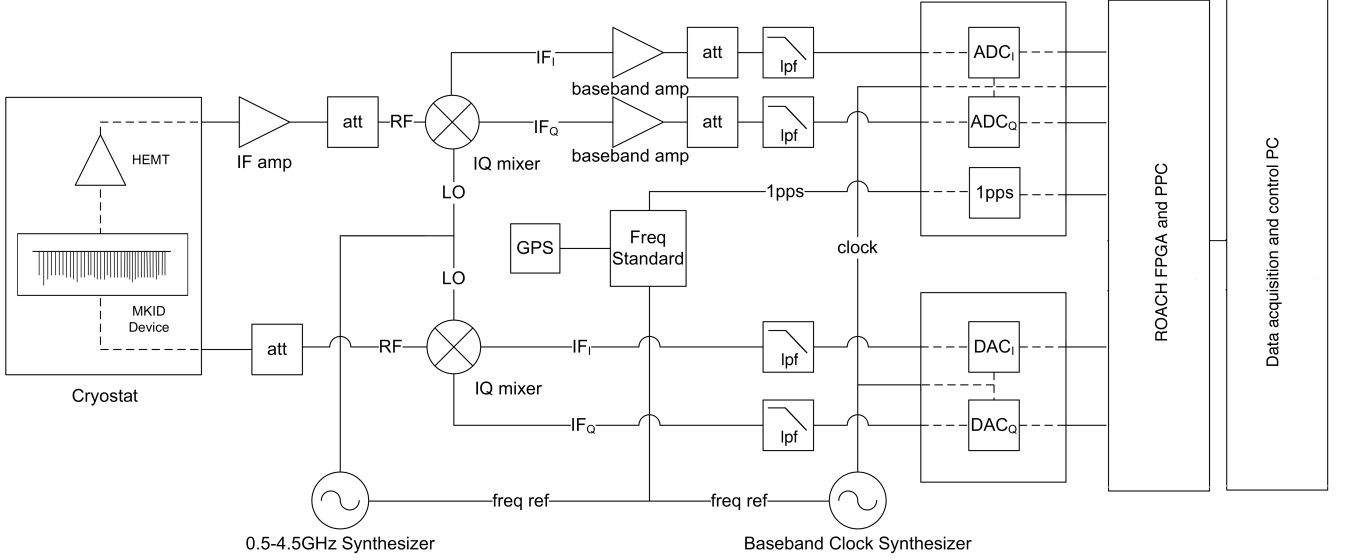 IF_I
baseband amp
att
lpf
ADC_I
IF_Q
baseband amp
att
lpf
ADC_Q
HEMT
IF amp
att
RF
IQ mixer
LO
1pps
1pps
GPS
Freq
Standard
clock
LO
MKID
Device
Cryostat
att
RF
IQ mixer
IF_I
lpf
DAC_I
IF_Q
lpf
DAC_Q
freq ref
freq ref
0.5-4.5GHz Synthesizer
Baseband Clock Synthesizer
ROACH FPGA and PPC
Data acquisition and control PC